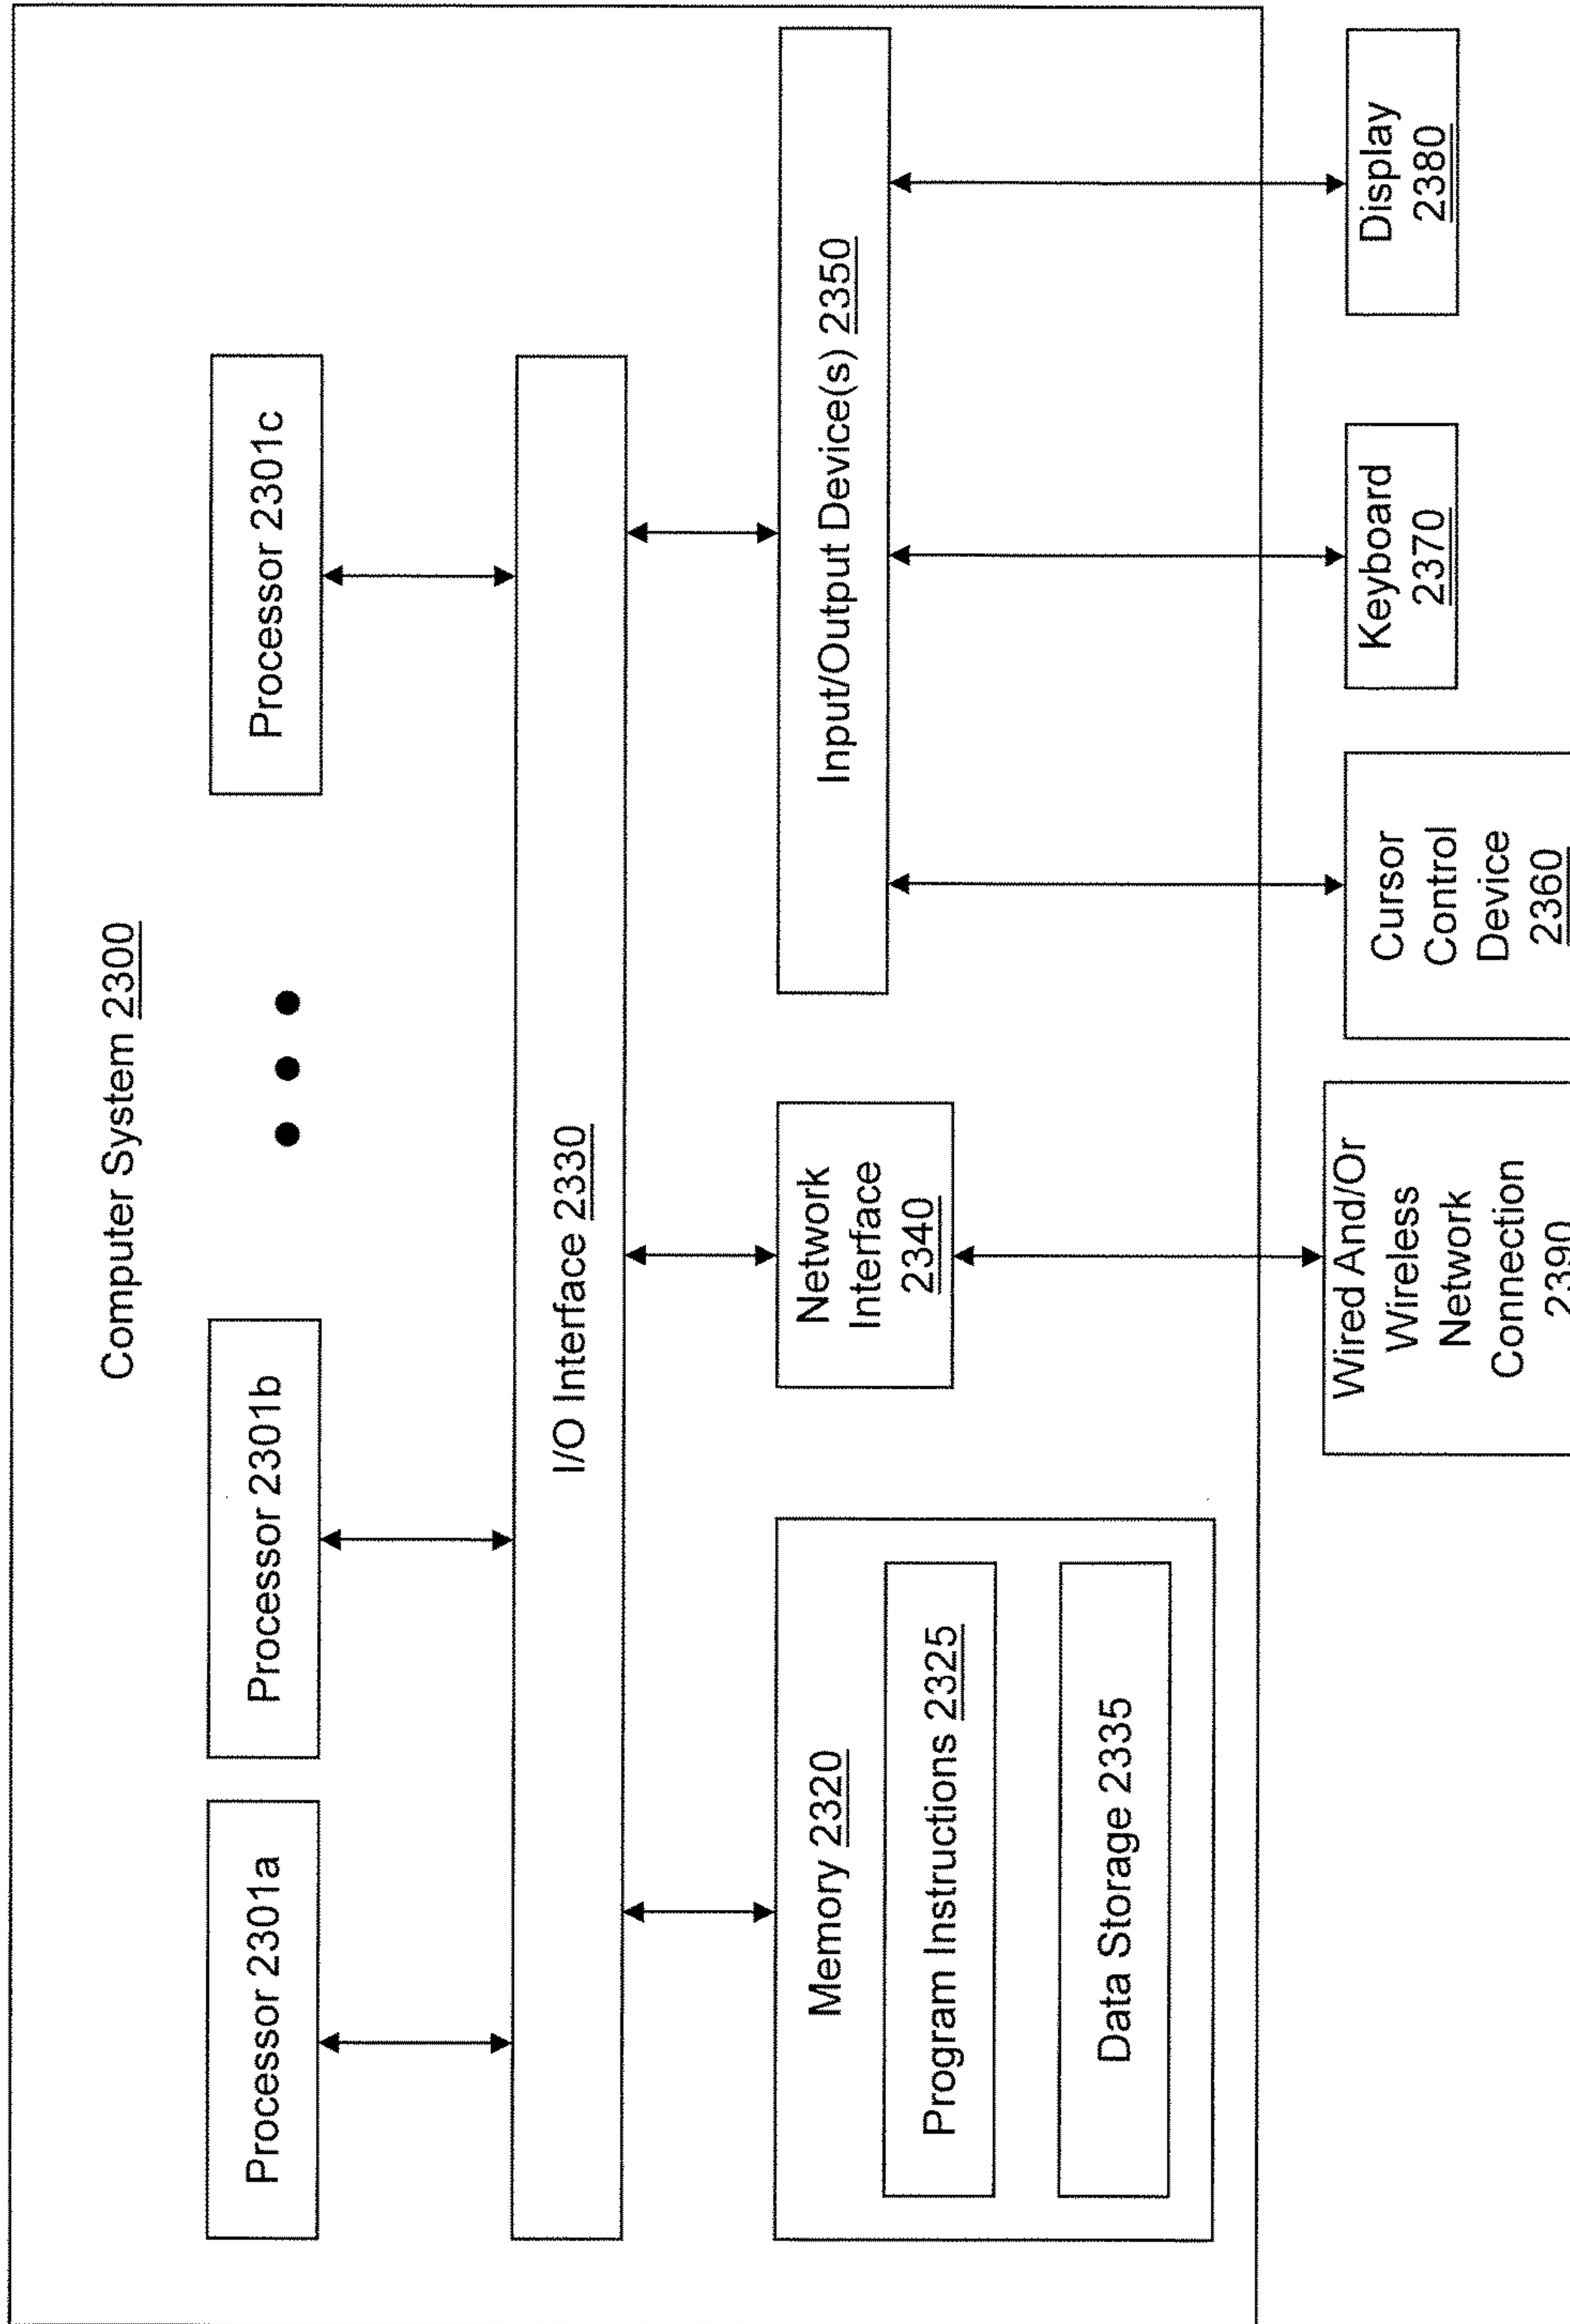 Computer System 2300
Processor 2301a
Processor 2301b
Processor 2301c
I/O Interface 2330
Memory 2320
Program Instructions 2325
Data Storage 2335
Network
Interface
2340
Input/Output Device(s) 2350
Wired And/Or
Wireless
Network
Connection
2390
Cursor
Control
Device
2360
Keyboard
2370
Display
2380